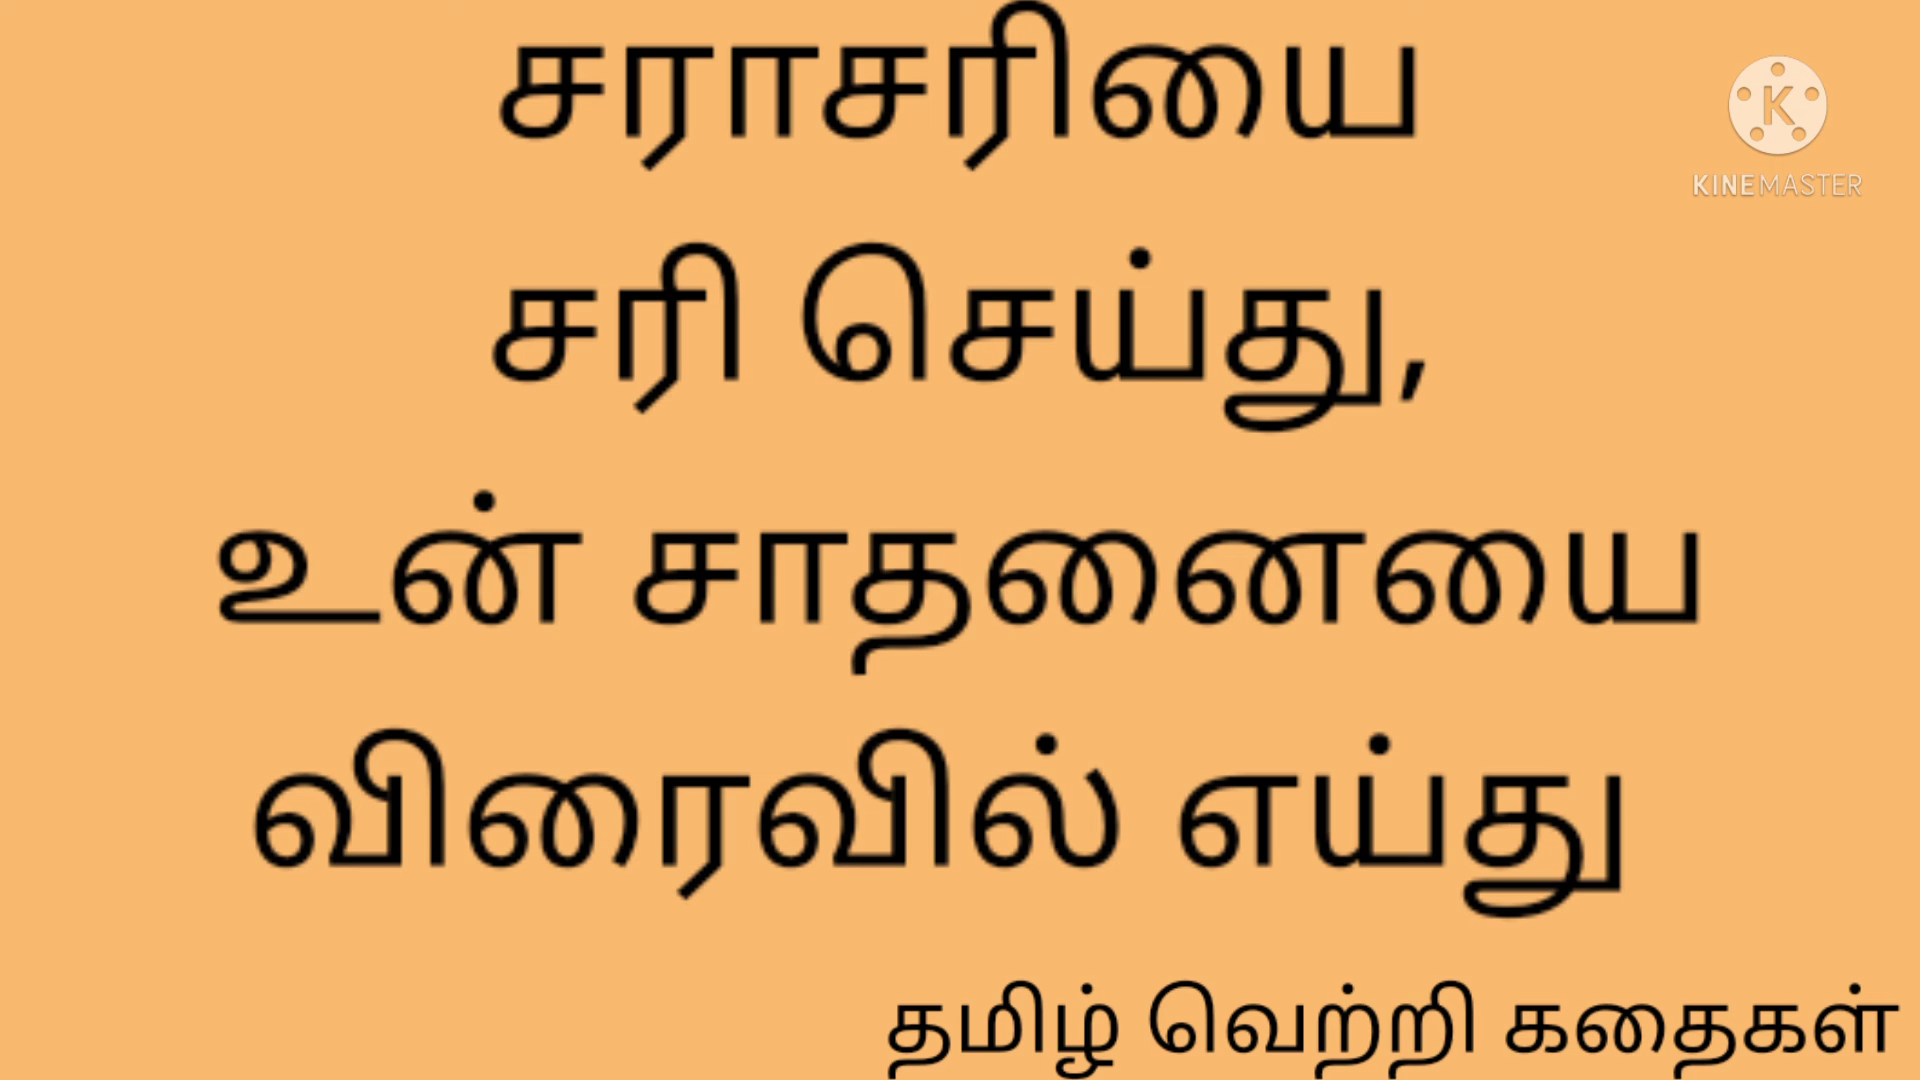 சராசரியை
K
KINEMASTER
சரி செய்து,
உன் சாதனையை
விரைவில் எய்து
தமிழ் வெற்றி கதைகள்